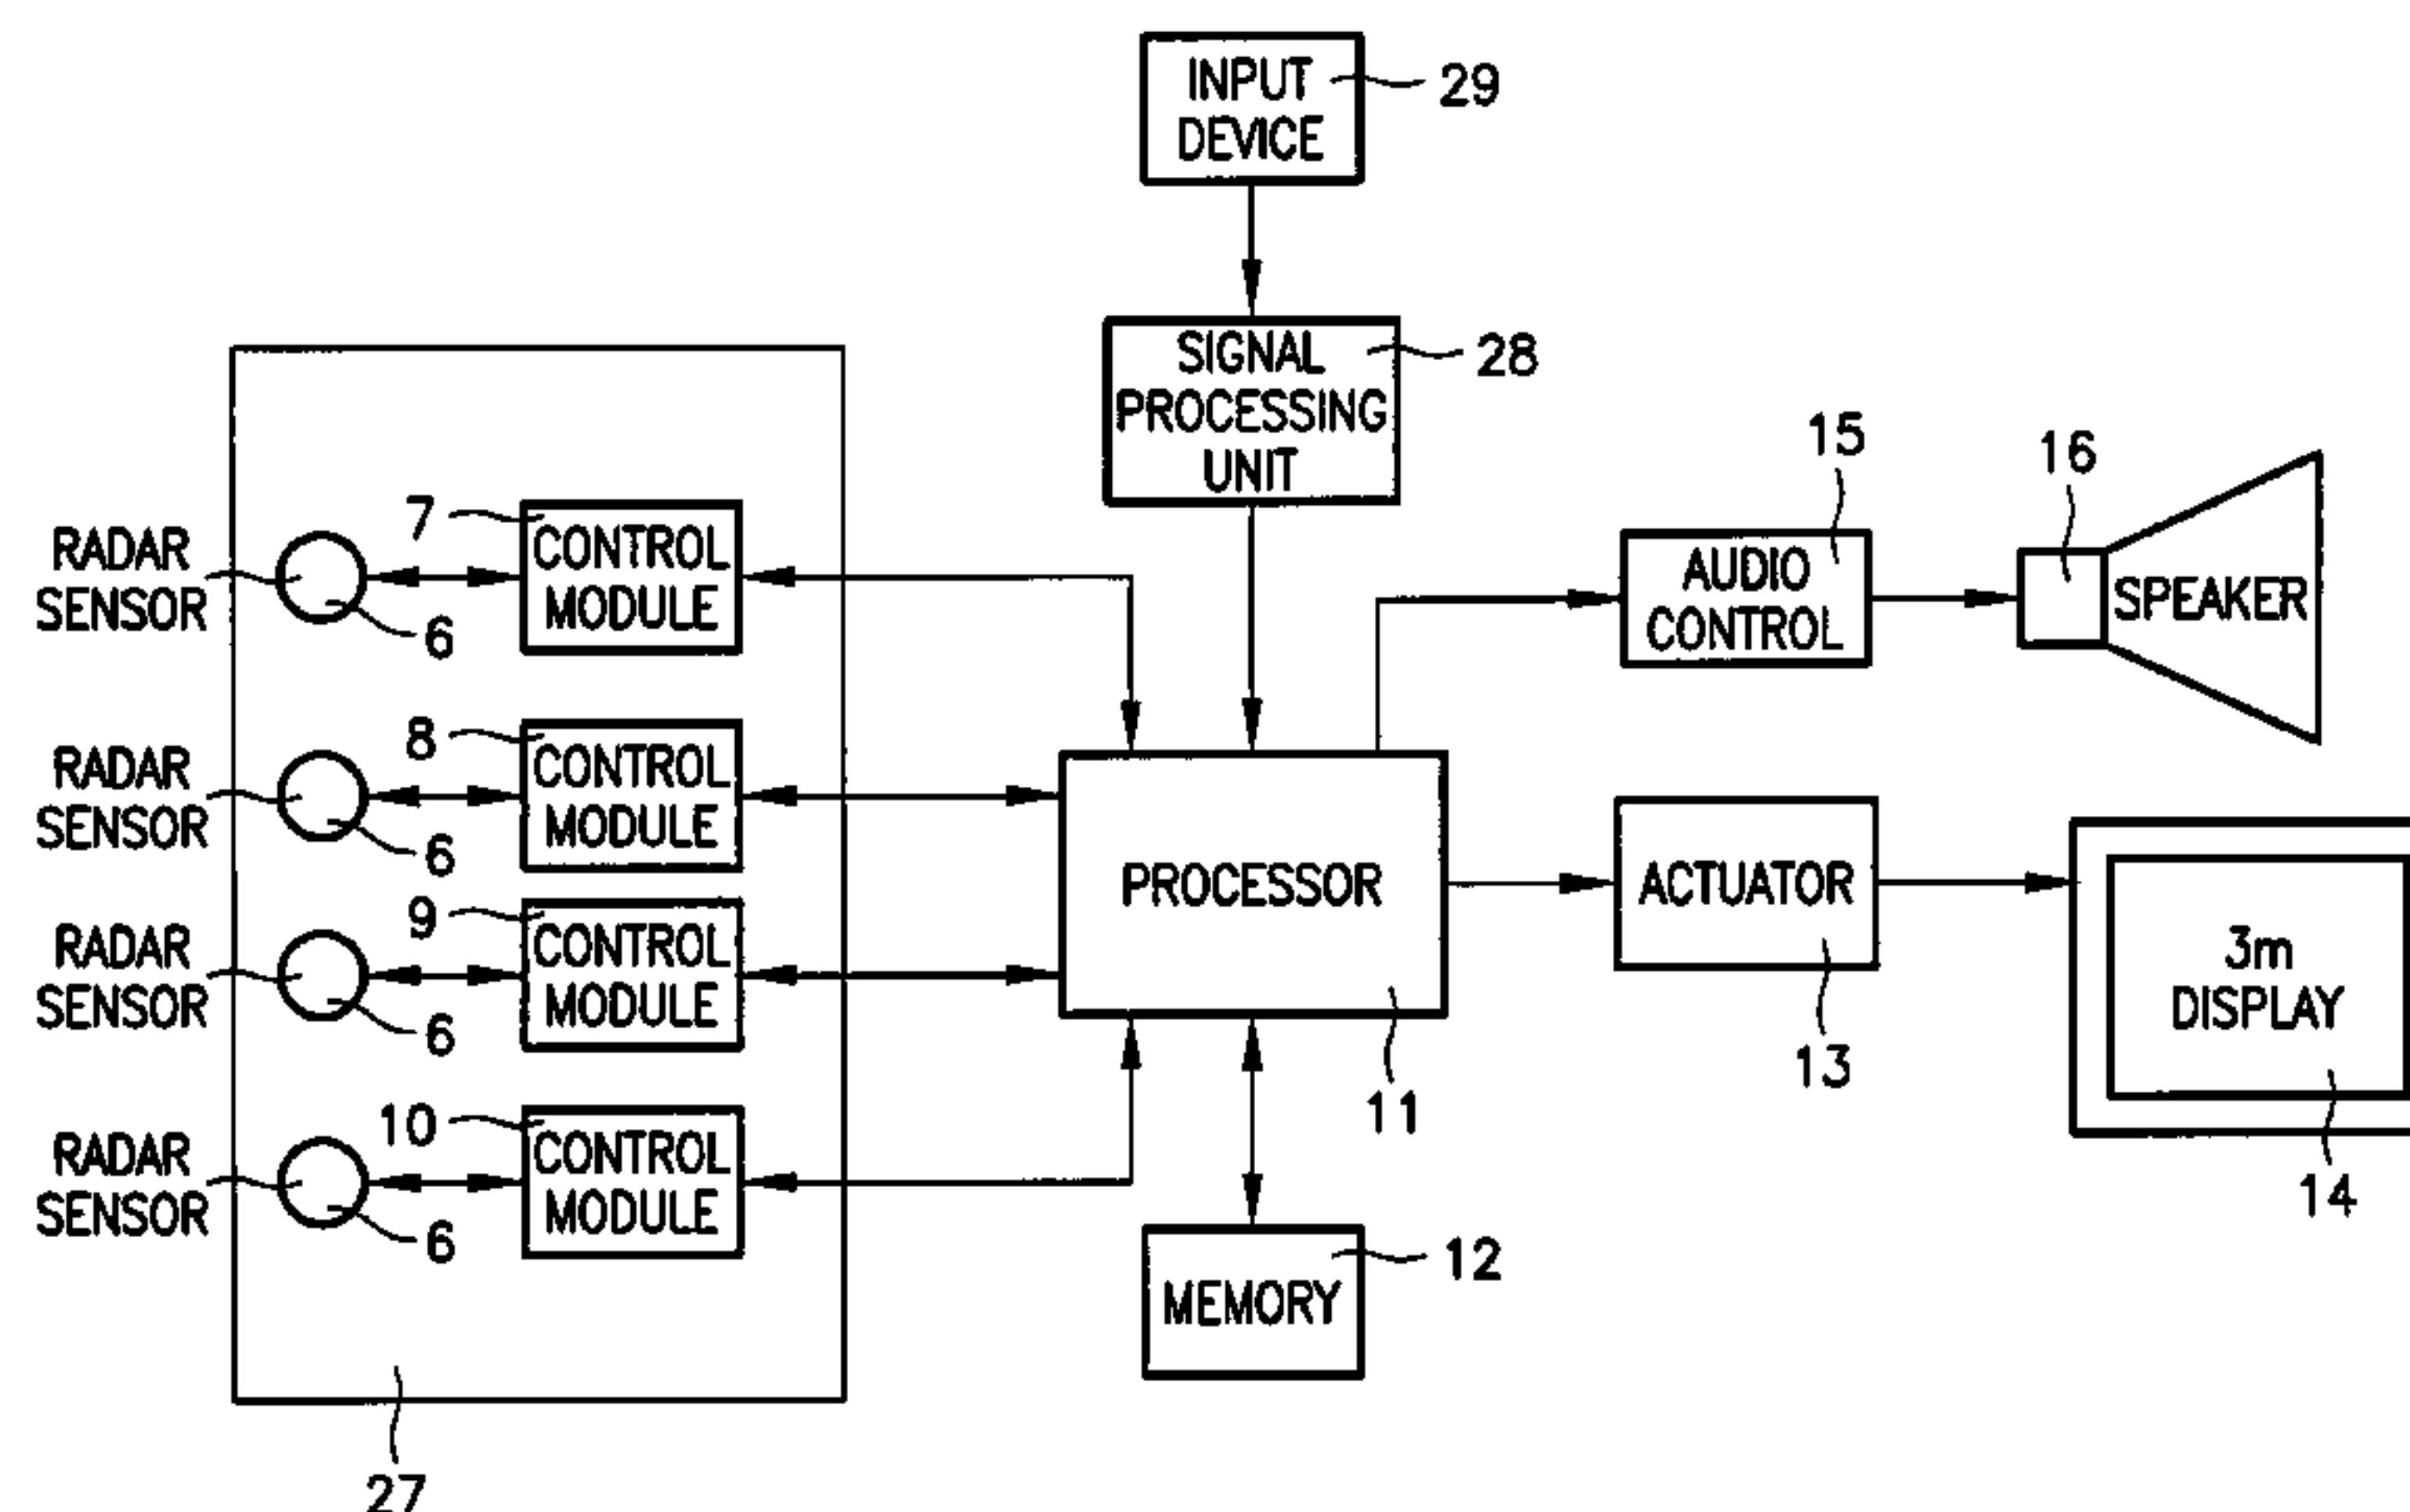 INPUT
DEVICE
29
SIGNAL
PROCESSING
UNIT
28
15
AUDIO
CONTROL
16
SPEAKER
RADAR
SENSOR
6
7
CONTROL
MODULE
RADAR
SENSOR
6
8
CONTROL
MODULE
RADAR
SENSOR
6
9
CONTROL
MODULE
RADAR
SENSOR
6
10
CONTROL
MODULE
27
PROCESSOR
11
ACTUATOR
13
3m
DISPLAY
14
MEMORY
12